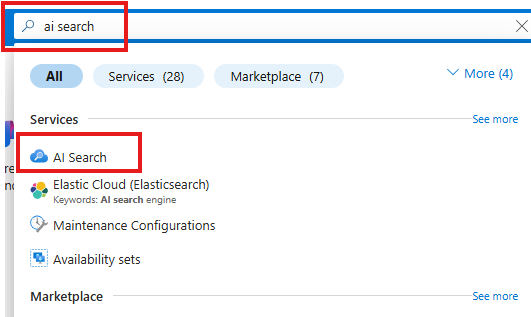 ai search
All
Services (28)
Marketplace (7)
More (4)
Services
See more
AI Search
Elastic Cloud (Elasticsearch)
Keywords: AI search engine
Maintenance Configurations
Availability sets
Marketplace
See more